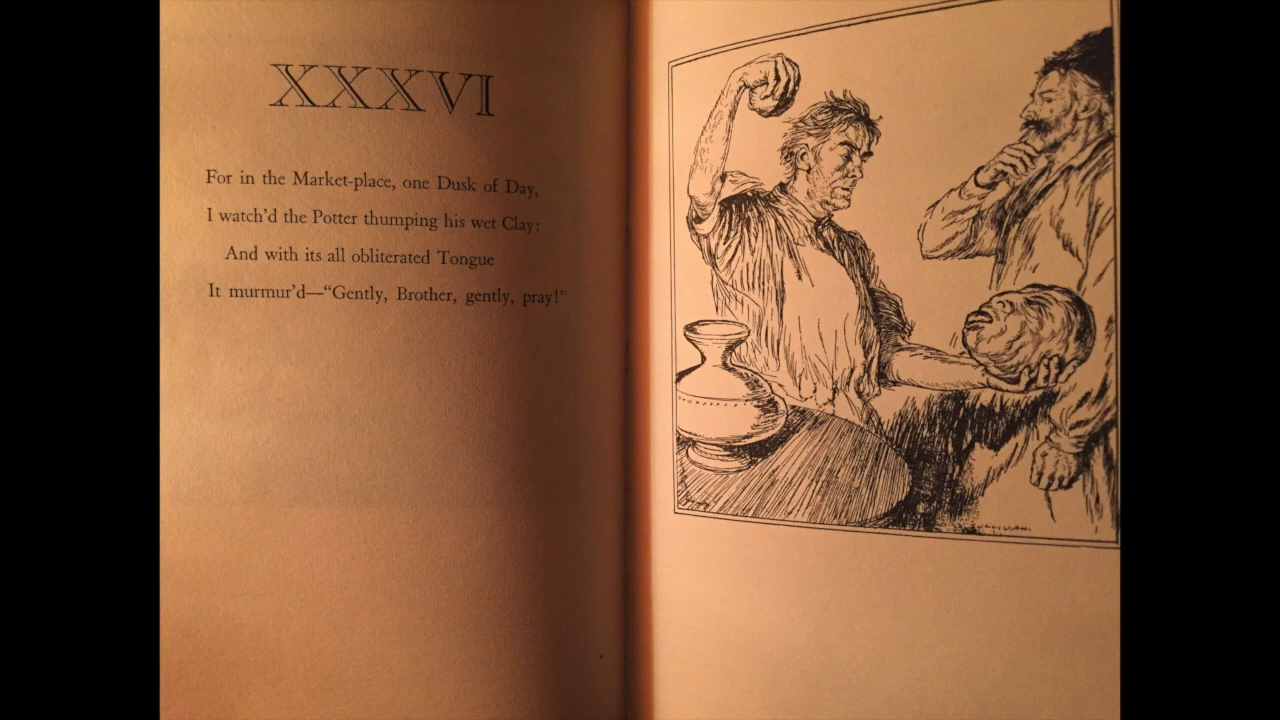 XXXVI
For in the Market-place, one Dusk of Day,
I watch'd the Potter thumping his wet Clay:
And with its all obliterated Tongue
It murmur'd—"Gently, Brother, gently, pray!"